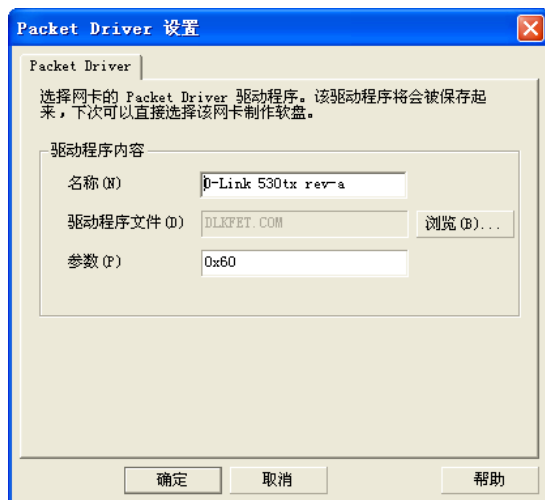 Packet Driver 设置
Packet Driver
选择网卡的 Packet Driver 驱动程序。该驱动程序将会被保存起
来，下次可以直接选择该网卡制作软盘。
驱动程序内容
名称(N)
D-Link 530tx rev-a
驱动程序文件(D)
DLKFET.COM
浏览(B)...
参数(P)
0x60
确定
取消
帮助